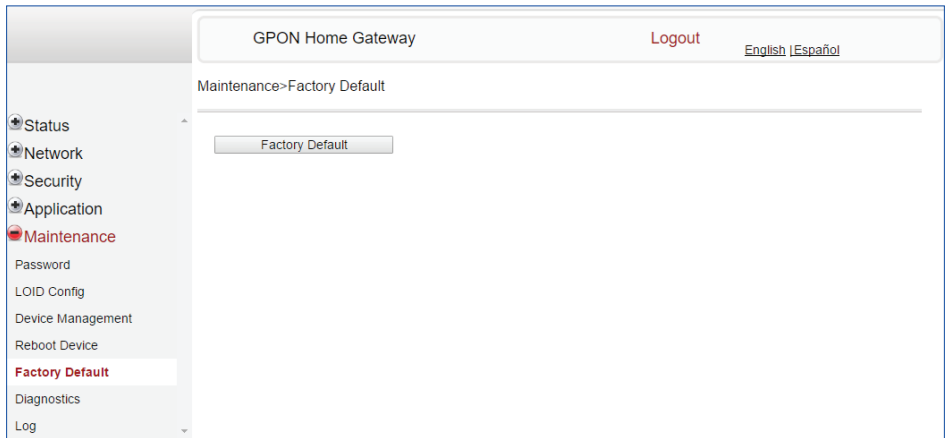 GPON Home Gateway
Logout
English | Español
Maintenance>Factory Default
Status
Network
Security
Application
Maintenance
Password
LOID Config
Device Management
Reboot Device
Factory Default
Diagnostics
Log
Factory Default